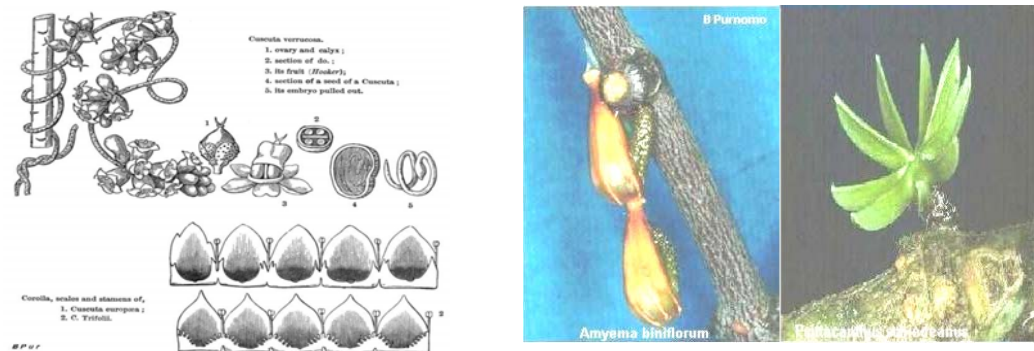 Cuscuta verrucosa.
1. ovary and calyx;
2. section of do.;
3. its fruit (Hooker);
4. section of a seed of a Cuscuta;
5. its embryo pulled out.
2
1
3
4
5
Corolla, scales and stamens of,
1. Cuscuta europœa;
2. C. Trifolii.
2
BPur
B Purnomo
Amyema biniflorum